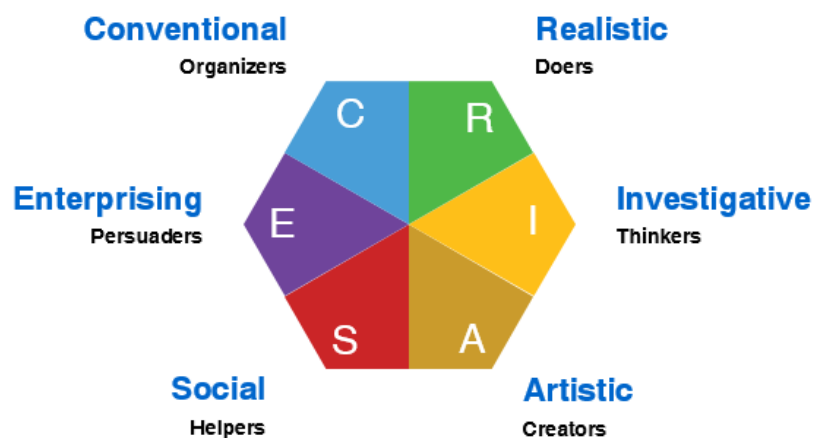 Conventional
Organizers
Realistic
Doers
C
R
Enterprising
Persuaders
E
I
Investigative
Thinkers
S
A
Social
Helpers
Artistic
Creators